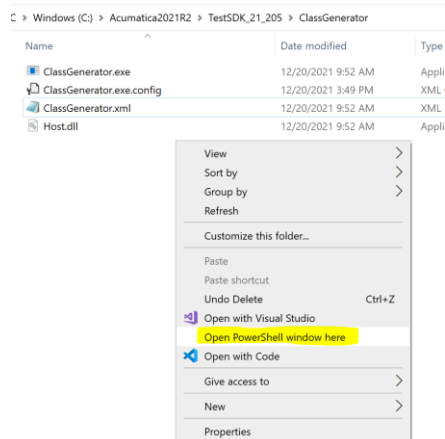 C > Windows (C:) > Acumatica2021R2 > TestSDK_21_205 > ClassGenerator
Name Date modified Type
ClassGenerator.exe 12/20/2021 9:52 AM Appli
ClassGenerator.exe.config 12/20/2021 3:49 PM XML
ClassGenerator.xml 12/20/2021 9:52 AM XML
Host.dll 12/20/2021 9:52 AM Appli
View >
Sort by >
Group by >
Refresh
Customize this folder...
Paste
Paste shortcut
Undo Delete Ctrl+Z
Open with Visual Studio
Open PowerShell window here
Open with Code
Give access to >
New >
Properties